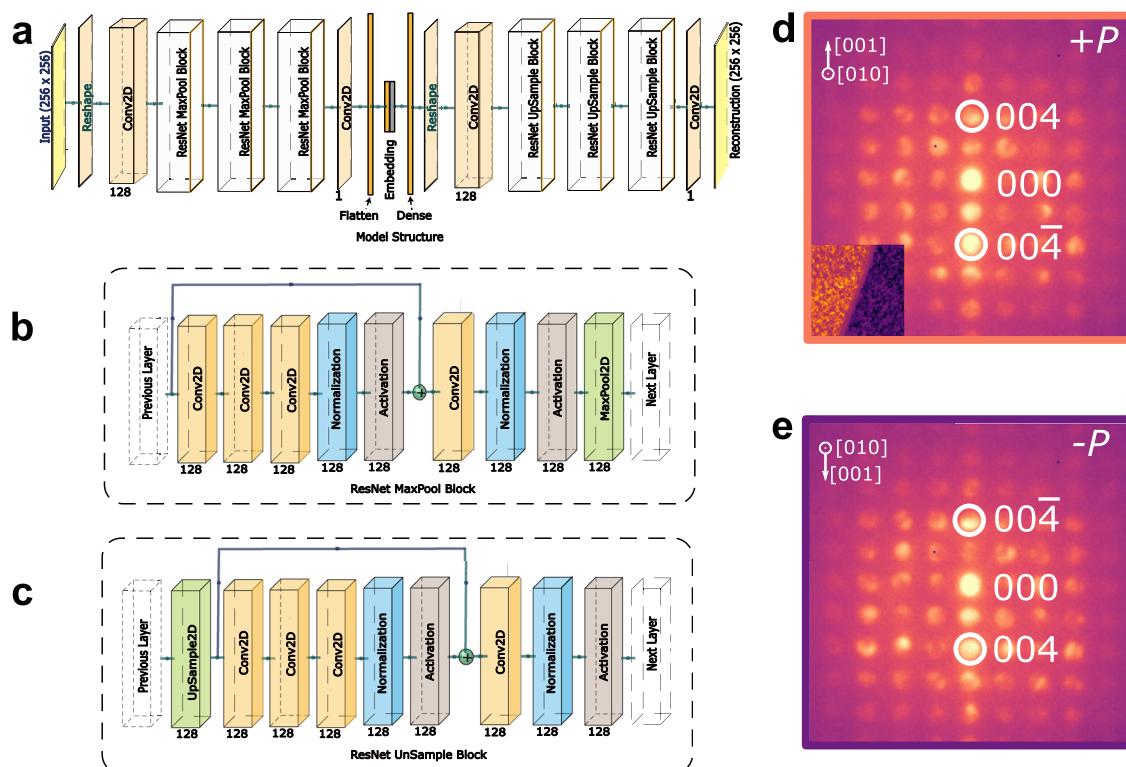 a
Input (256 x 256)
Reshape
Conv2D
128
ResNet MaxPool Block
ResNet MaxPool Block
ResNet MaxPool Block
Conv2D
1
Flatten
Embedding
Dense
Reshape
Conv2D
128
ResNet UpSample Block
ResNet UpSample Block
ResNet UpSample Block
Conv2D
1
Reconstruction (256 x 256)
Model Structure
b
Previous Layer
Conv2D
128
Conv2D
128
Conv2D
128
Normalization
128
Activation
128
+
Conv2D
128
Normalization
128
Activation
128
MaxPool2D
128
Next Layer
ResNet MaxPool Block
c
Previous Layer
UpSample2D
128
Conv2D
128
Conv2D
128
Conv2D
128
Normalization
128
Activation
128
+
Conv2D
128
Normalization
128
Activation
128
Next Layer
ResNet UnSample Block
d
[001]
[010]
+P
004
000
004̅
e
[010]
[001]
-P
004̅
000
004